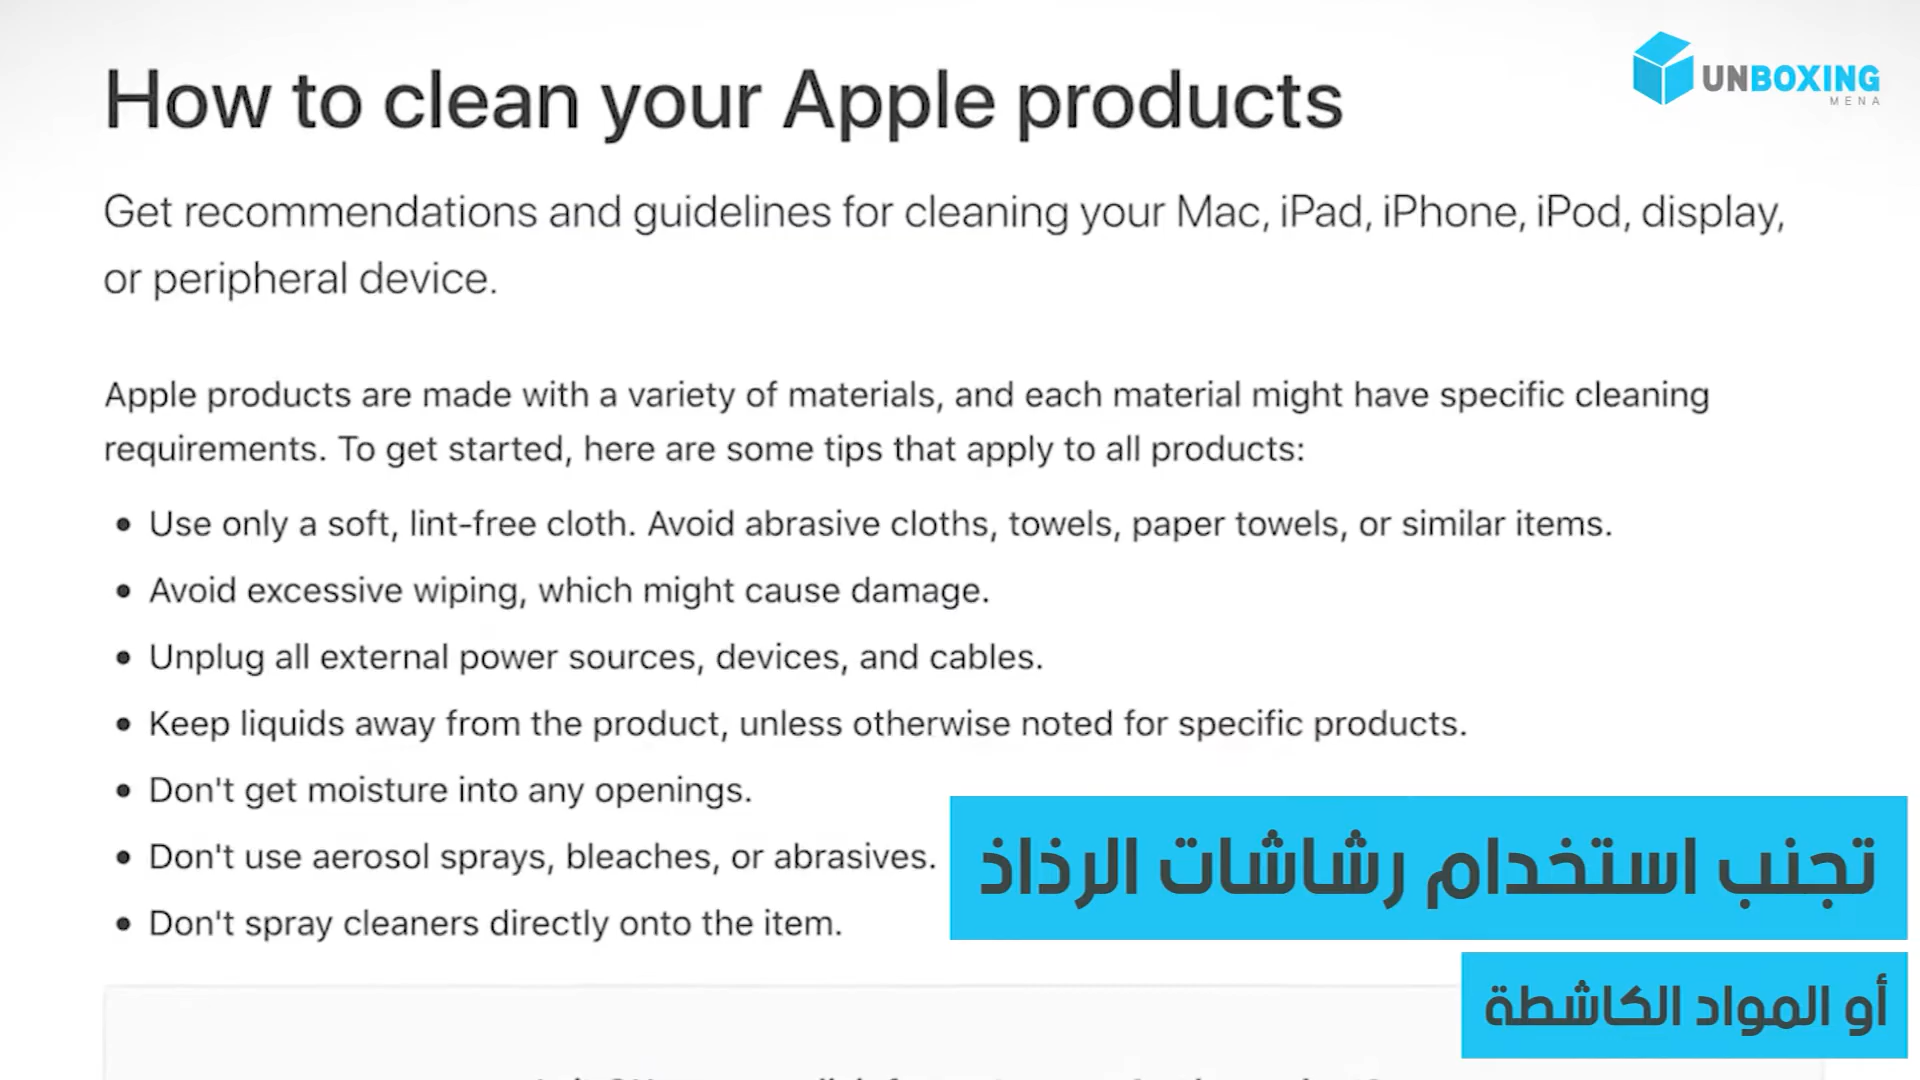 UNBOXING
MENA
How to clean your Apple products
Get recommendations and guidelines for cleaning your Mac, iPad, iPhone, iPod, display,
or peripheral device.
Apple products are made with a variety of materials, and each material might have specific cleaning
requirements. To get started, here are some tips that apply to all products:
• Use only a soft, lint-free cloth. Avoid abrasive cloths, towels, paper towels, or similar items.
• Avoid excessive wiping, which might cause damage.
• Unplug all external power sources, devices, and cables.
• Keep liquids away from the product, unless otherwise noted for specific products.
• Don't get moisture into any openings.
• Don't use aerosol sprays, bleaches, or abrasives.
• Don't spray cleaners directly onto the item.
تجنب استخدام رشاشات الرذاذ
أو المواد الكاشطة